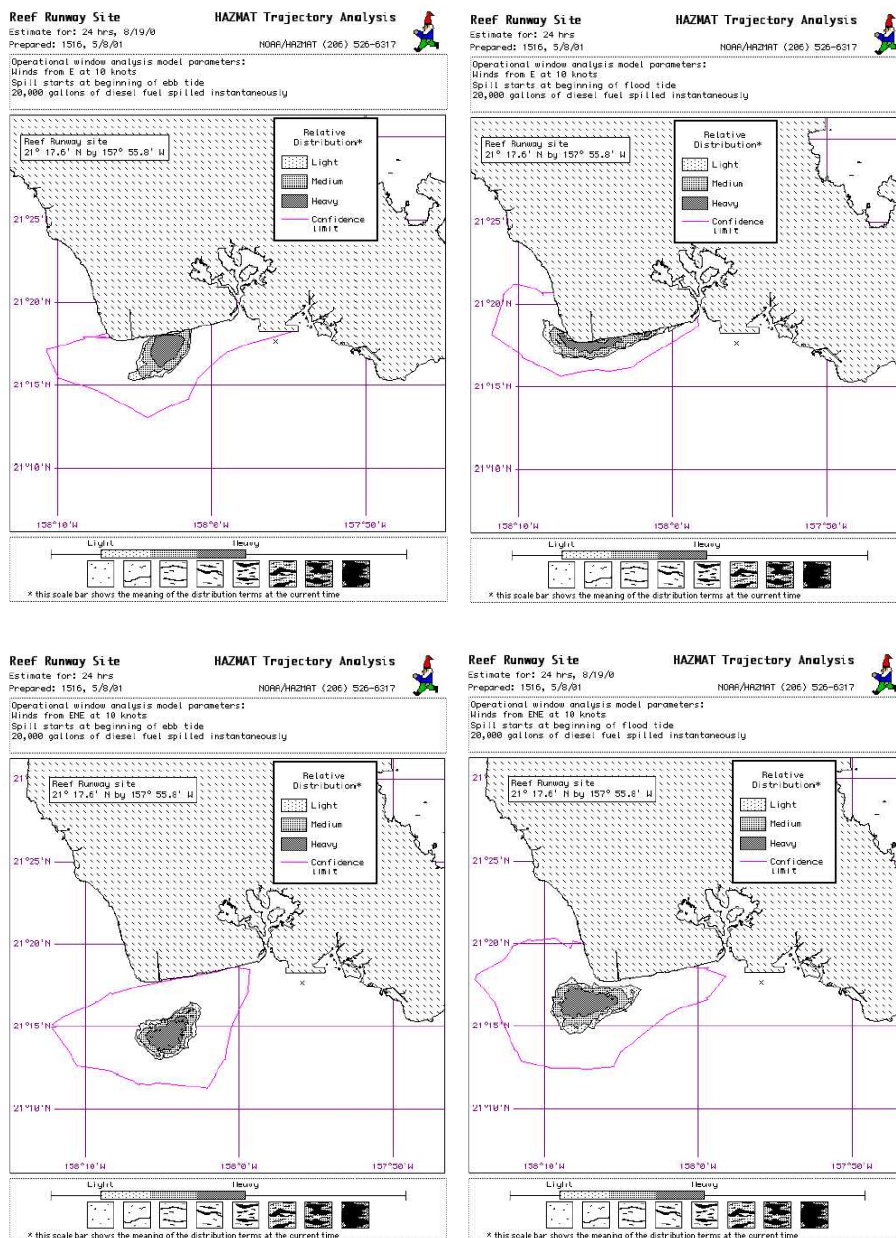 Reef Runway Site
HAZMAT Trajectory Analysis
Estimate for: 24 hrs, 8/19/0
Prepared: 1516, 5/8/01
NOAA/HAZMAT (206) 526-6317
Operational window analysis model parameters:
Winds from E at 10 knots
Spill starts at beginning of ebb tide
20,000 gallons of diesel fuel spilled instantaneously
Reef Runway site
21° 17.6' N by 157° 55.8' W
Relative
Distribution*
Light
Medium
Heavy
Confidence
Limit
21°25'
21°20'N
21°15'N
21°10'N
158°10'W
158°0'W
157°50'W
Light
Heavy
* this scale bar shows the meaning of the distribution terms at the current time
Reef Runway Site
HAZMAT Trajectory Analysis
Estimate for: 24 hrs
Prepared: 1516, 5/8/01
NOAA/HAZMAT (206) 526-6317
Operational window analysis model parameters:
Winds from E at 10 knots
Spill starts at beginning of flood tide
20,000 gallons of diesel fuel spilled instantaneously
Reef Runway site
21° 17.6' N by 157° 55.8' W
Relative
Distribution*
Light
Medium
Heavy
Confidence
Limit
21°25'
21°20'N
21°15'N
21°10'N
158°10'W
158°0'W
157°50'W
Light
Heavy
* this scale bar shows the meaning of the distribution terms at the current time
Reef Runway Site
HAZMAT Trajectory Analysis
Estimate for: 24 hrs
Prepared: 1516, 5/8/01
NOAA/HAZMAT (206) 526-6317
Operational window analysis model parameters:
Winds from ENE at 10 knots
Spill starts at beginning of ebb tide
20,000 gallons of diesel fuel spilled instantaneously
21°
Reef Runway site
21° 17.6' N by 157° 55.8' W
Relative
Distribution*
Light
Medium
Heavy
Confidence
Limit
21°25'N
21°20'N
21°15'N
21°10'N
158°10'W
158°0'W
157°50'W
Light
Heavy
* this scale bar shows the meaning of the distribution terms at the current time
Reef Runway Site
HAZMAT Trajectory Analysis
Estimate for: 24 hrs, 8/19/0
Prepared: 1516, 5/8/01
NOAA/HAZMAT (206) 526-6317
Operational window analysis model parameters:
Winds from ENE at 10 knots
Spill starts at beginning of flood tide
20,000 gallons of diesel fuel spilled instantaneously
21°
Reef Runway site
21° 17.6' N by 157° 55.8' W
Relative
Distribution*
Light
Medium
Heavy
Confidence
Limit
21°25'N
21°20'N
21°15'N
21°10'N
158°10'W
158°0'W
157°50'W
Light
Heavy
* this scale bar shows the meaning of the distribution terms at the current time